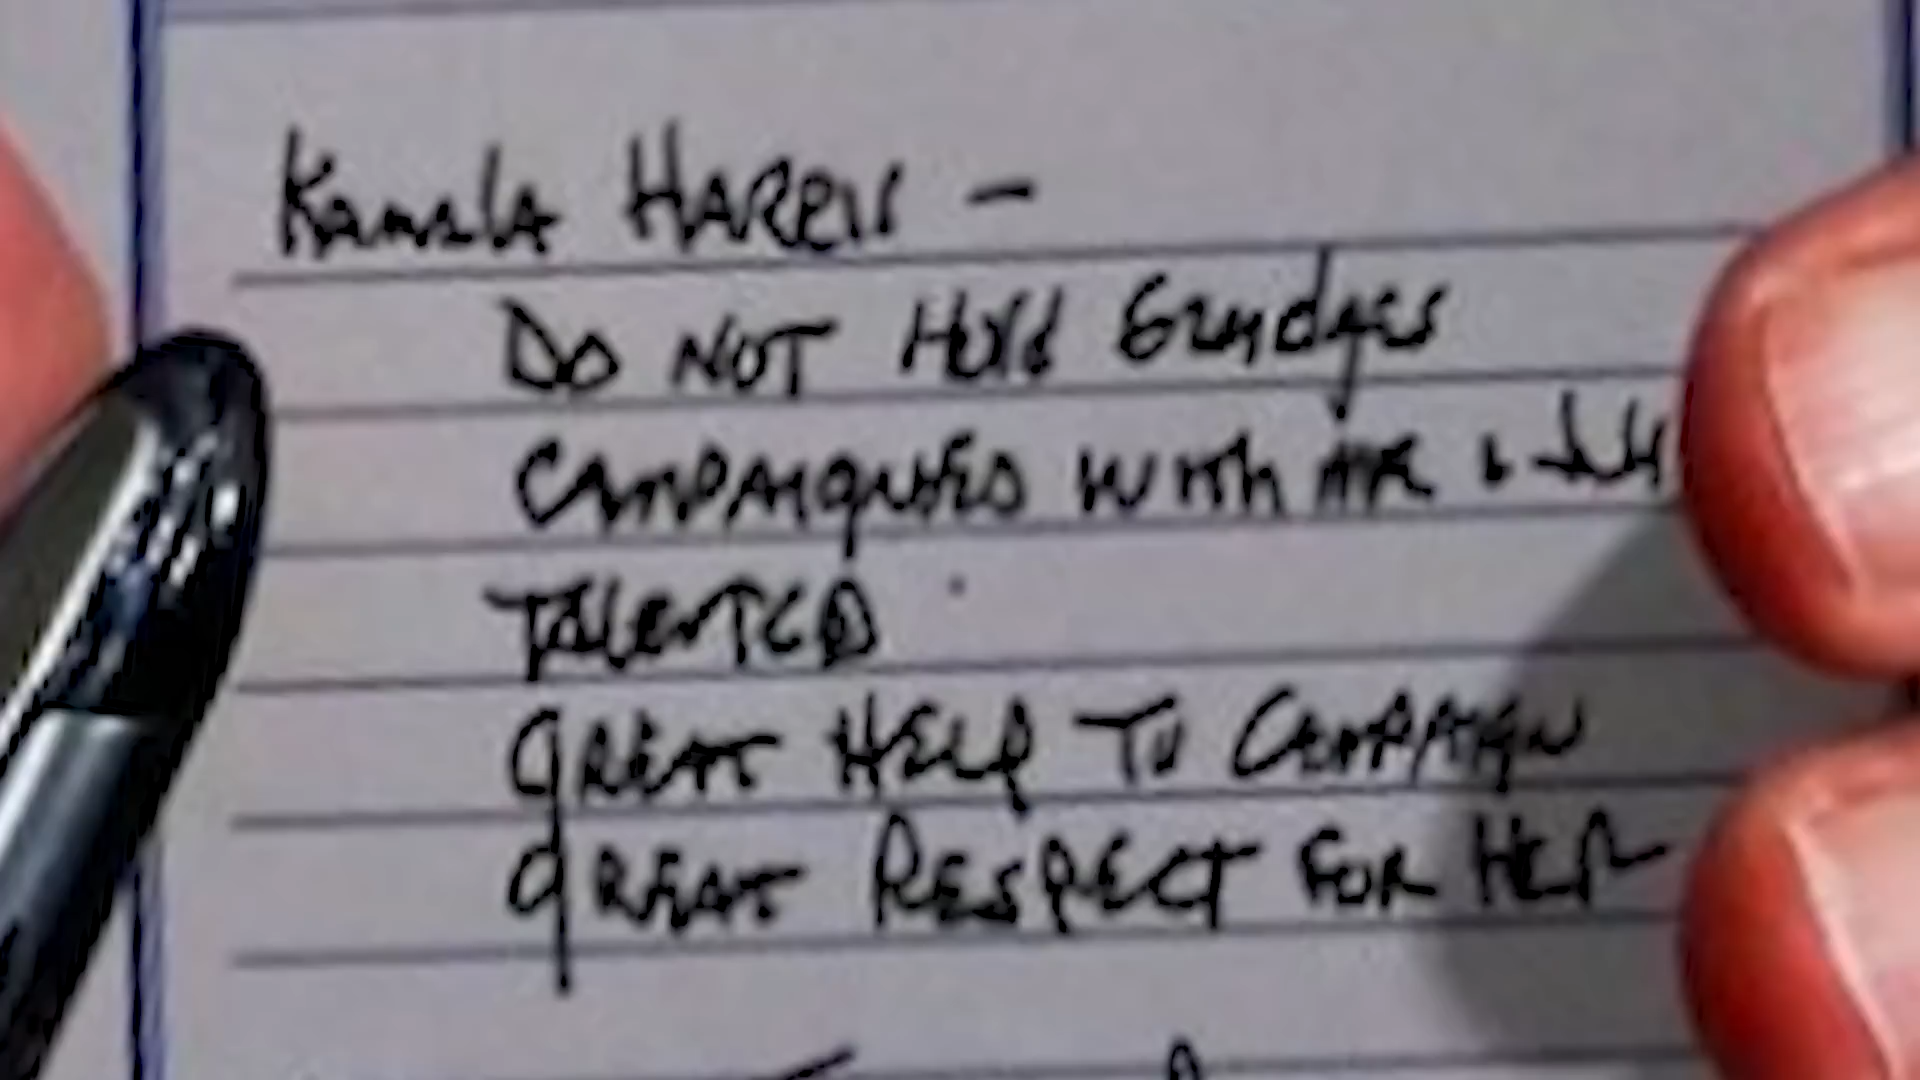 Kamala HARRIS -
DO NOT Hold Grudges
CAMPAIGNED WITH ME &
TALENTED
GREAT HELP TO CAMPAIGN
GREAT RESPECT FOR HER